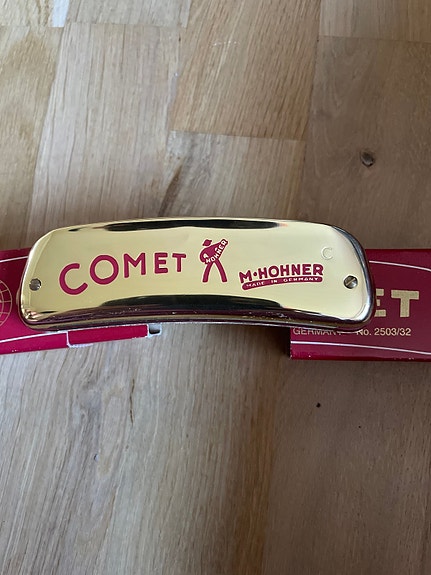 COMET
HOHNER
M·HOHNER
MADE IN GERMANY
C
ET
GERMANY No. 2503/32